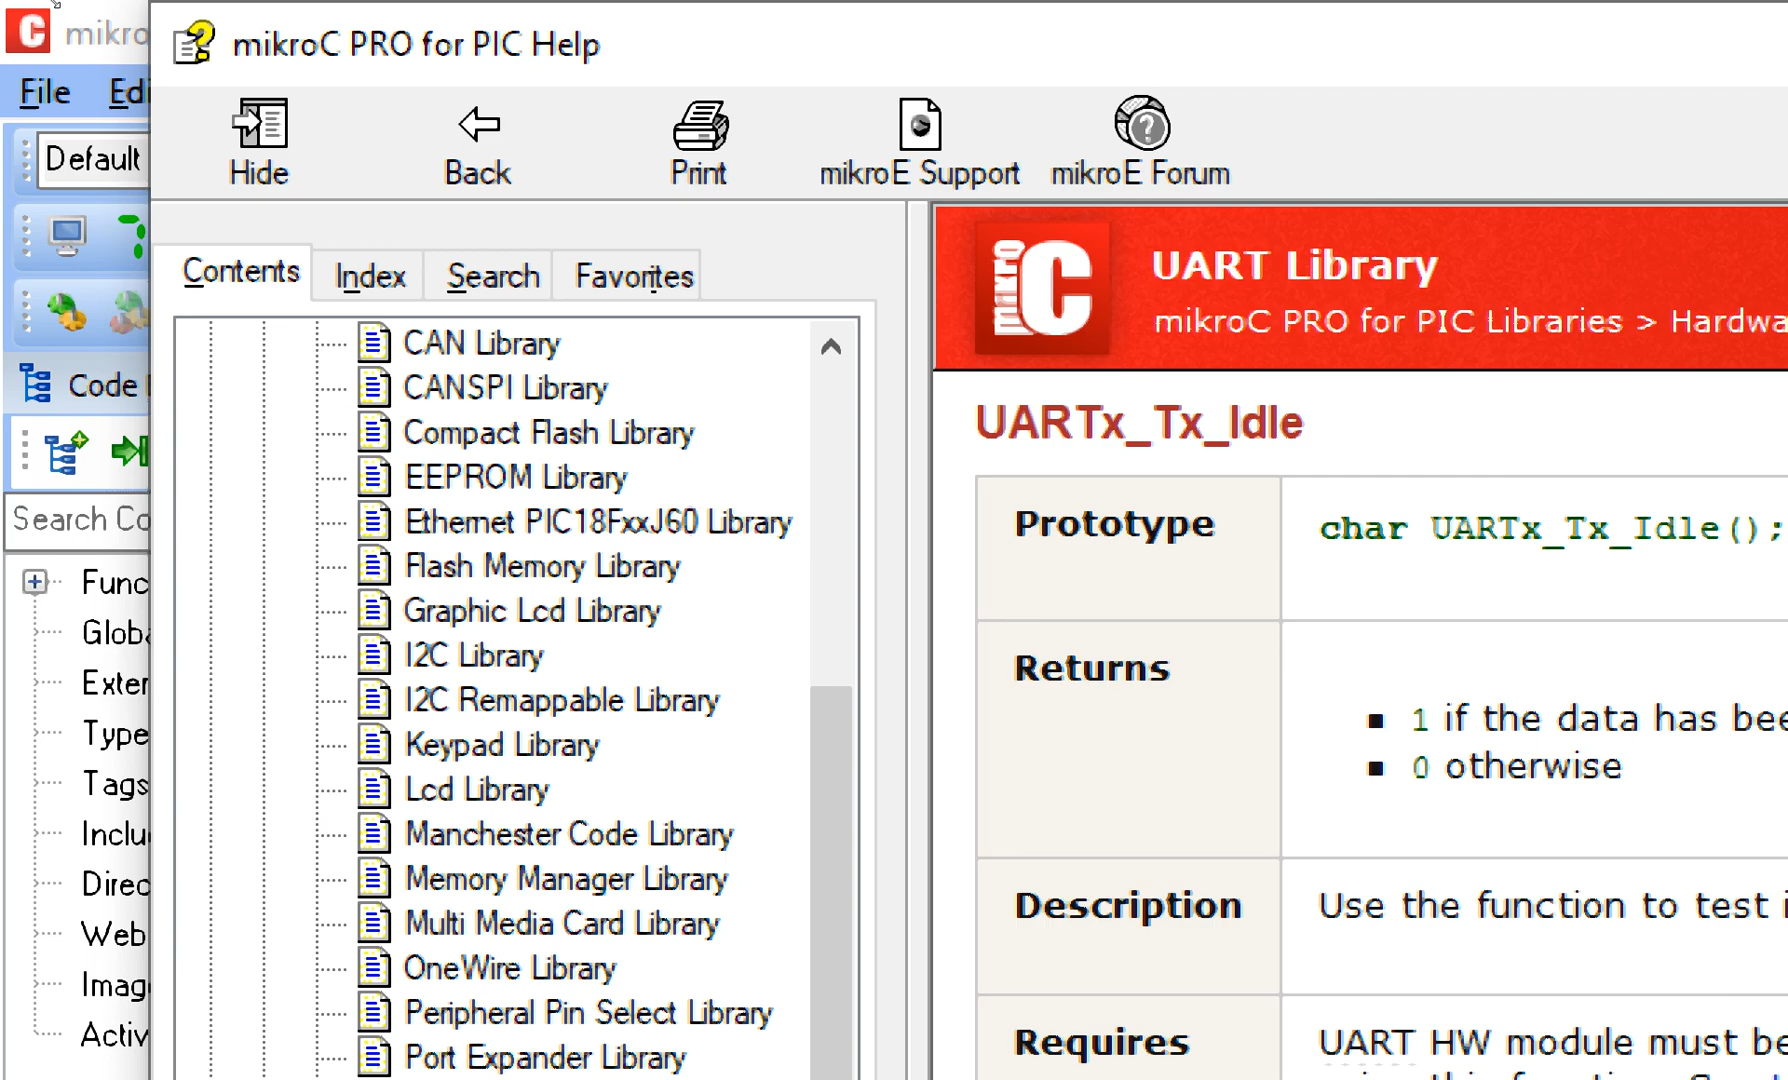 mikro
mikroC PRO for PIC Help
File Edi
Hide Back Print mikroE Support mikroE Forum
Default
Contents Index Search Favorites
Code
Search Co
Func
Globa
Exter
Type
Tags
Inclu
Direc
Web
Imag
Activ
CAN Library
CANSPI Library
Compact Flash Library
EEPROM Library
Ethernet PIC18FxxJ60 Library
Flash Memory Library
Graphic Lcd Library
I2C Library
I2C Remappable Library
Keypad Library
Lcd Library
Manchester Code Library
Memory Manager Library
Multi Media Card Library
OneWire Library
Peripheral Pin Select Library
Port Expander Library
mikro C
UART Library
mikroC PRO for PIC Libraries > Hardwa
UARTx_Tx_Idle
Prototype
char UARTx_Tx_Idle();
Returns
1 if the data has bee
0 otherwise
Description
Use the function to test i
Requires
UART HW module must be